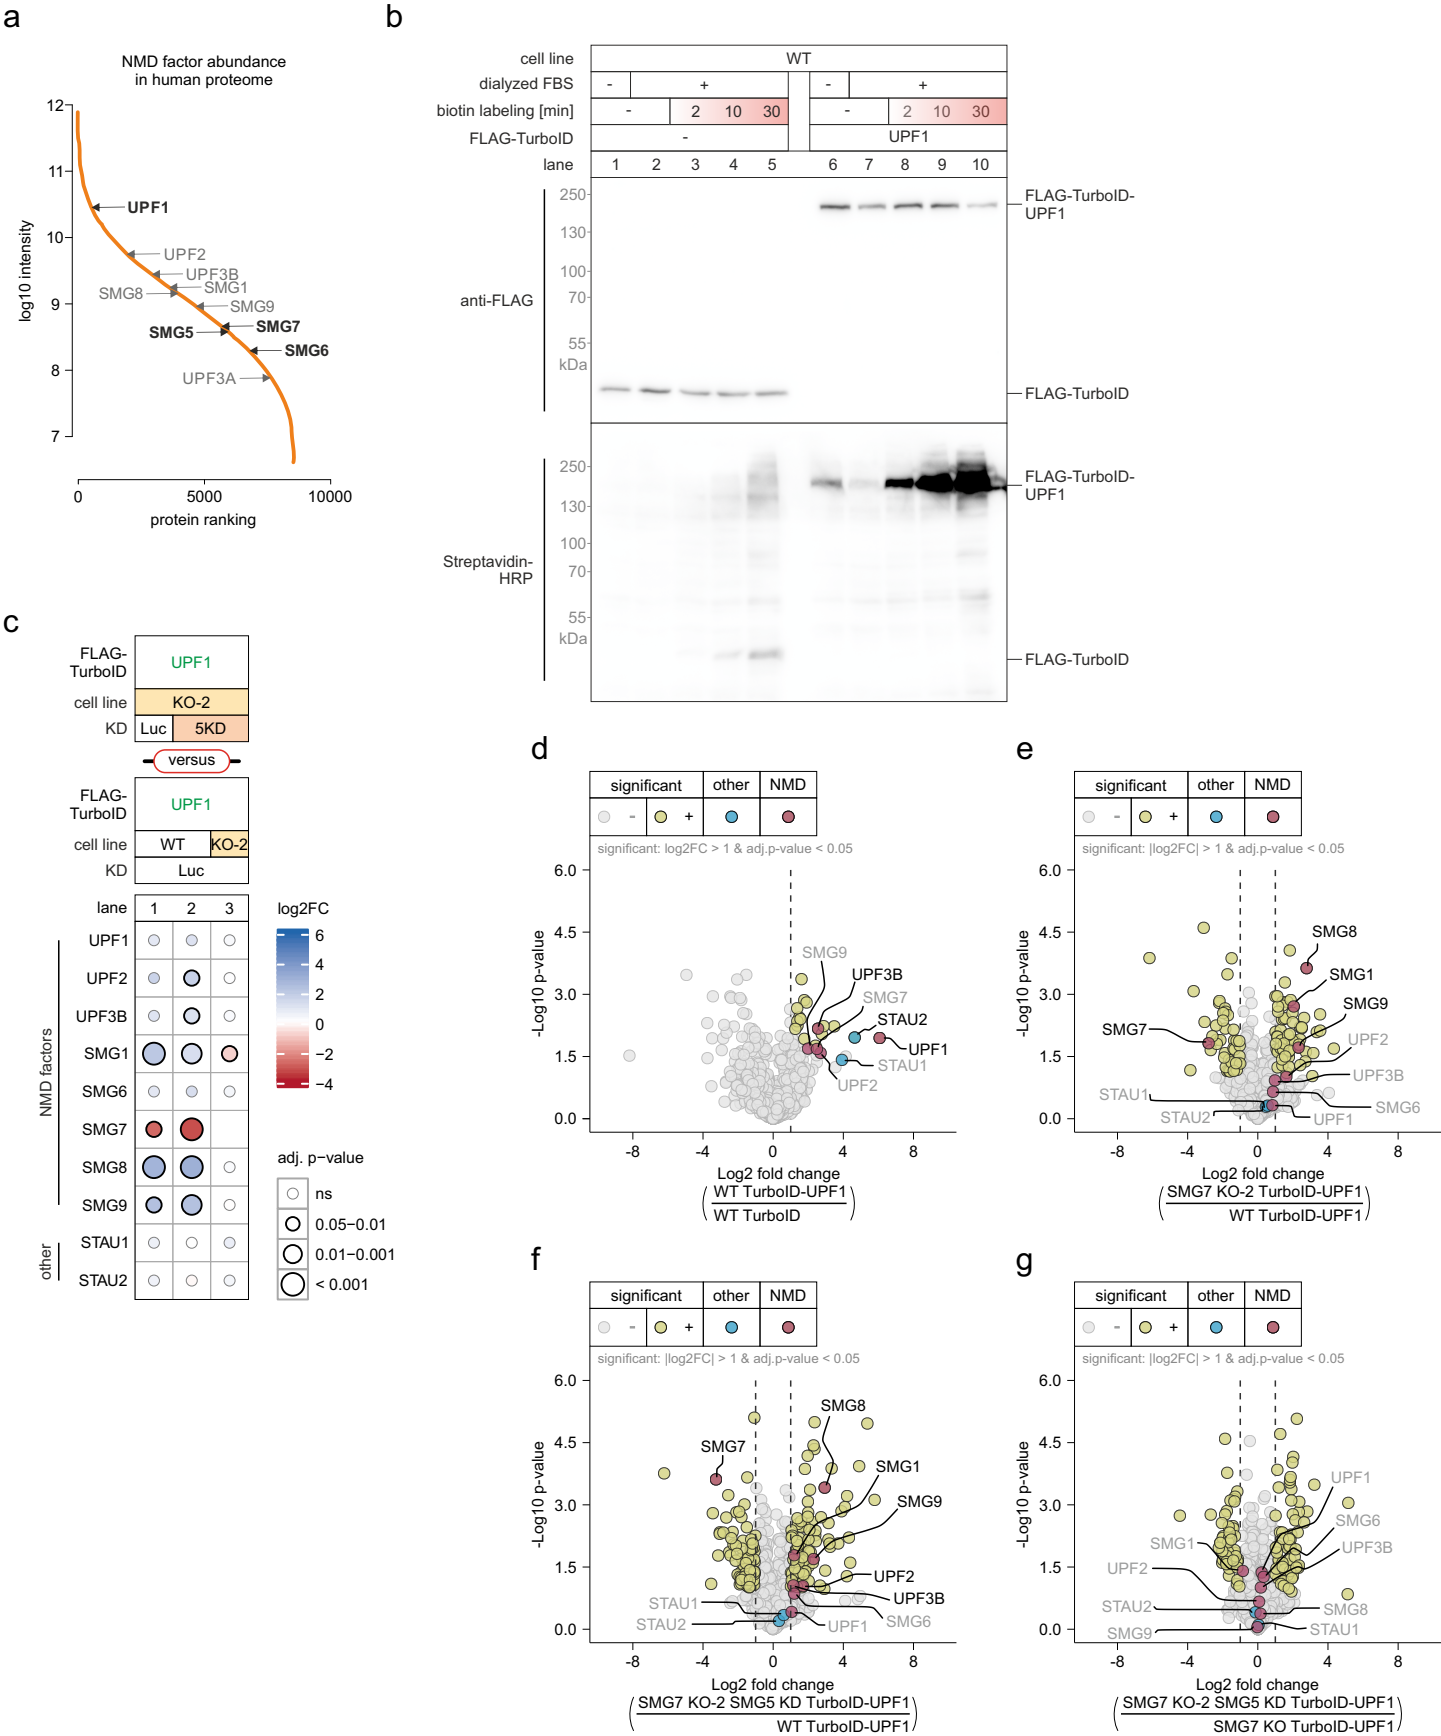 a
NMD factor abundance
in human proteome
12
11
10
9
8
7
log10 intensity
UPF1
UPF2
UPF3B
SMG1
SMG8
SMG9
SMG7
SMG5
SMG6
UPF3A
0 5000 10000
protein ranking
b
cell line WT
dialyzed FBS - + - +
biotin labeling [min] - 2 10 30 - 2 10 30
FLAG-TurboID - UPF1
lane 1 2 3 4 5 6 7 8 9 10
anti-FLAG
250
130
100
70
55
kDa
FLAG-TurboID-
UPF1
FLAG-TurboID
Streptavidin-
HRP
250
130
100
70
55
kDa
FLAG-TurboID-
UPF1
FLAG-TurboID
c
FLAG-
TurboID UPF1
cell line KO-2
KD Luc 5KD
versus
FLAG-
TurboID UPF1
cell line WT KO-2
KD Luc
lane 1 2 3
NMD factors
UPF1
UPF2
UPF3B
SMG1
SMG6
SMG7
SMG8
SMG9
other
STAU1
STAU2
log2FC
6
4
2
0
−2
−4
adj. p−value
ns
0.05−0.01
0.01−0.001
< 0.001
d
significant other NMD
- +
significant: log2FC > 1 & adj.p-value < 0.05
6.0
4.5
3.0
1.5
0.0
-Log10 p-value
SMG9
UPF3B
SMG7
STAU2
UPF1
STAU1
UPF2
-8 -4 0 4 8
Log2 fold change
WT TurboID-UPF1
WT TurboID
e
significant other NMD
- +
significant: |log2FC| > 1 & adj.p-value < 0.05
6.0
4.5
3.0
1.5
0.0
-Log10 p-value
SMG8
SMG1
SMG9
SMG7
UPF2
UPF3B
STAU1
SMG6
STAU2
UPF1
-8 -4 0 4 8
Log2 fold change
SMG7 KO-2 TurboID-UPF1
WT TurboID-UPF1
f
significant other NMD
- +
significant: |log2FC| > 1 & adj.p-value < 0.05
6.0
4.5
3.0
1.5
0.0
-Log10 p-value
SMG8
SMG7
SMG1
SMG9
UPF2
UPF3B
STAU1
SMG6
STAU2
UPF1
-8 -4 0 4 8
Log2 fold change
SMG7 KO-2 SMG5 KD TurboID-UPF1
WT TurboID-UPF1
g
significant other NMD
- +
significant: |log2FC| > 1 & adj.p-value < 0.05
6.0
4.5
3.0
1.5
0.0
-Log10 p-value
UPF1
SMG6
SMG1
UPF3B
UPF2
STAU2
SMG8
SMG9
STAU1
-8 -4 0 4 8
Log2 fold change
SMG7 KO-2 SMG5 KD TurboID-UPF1
SMG7 KO TurboID-UPF1